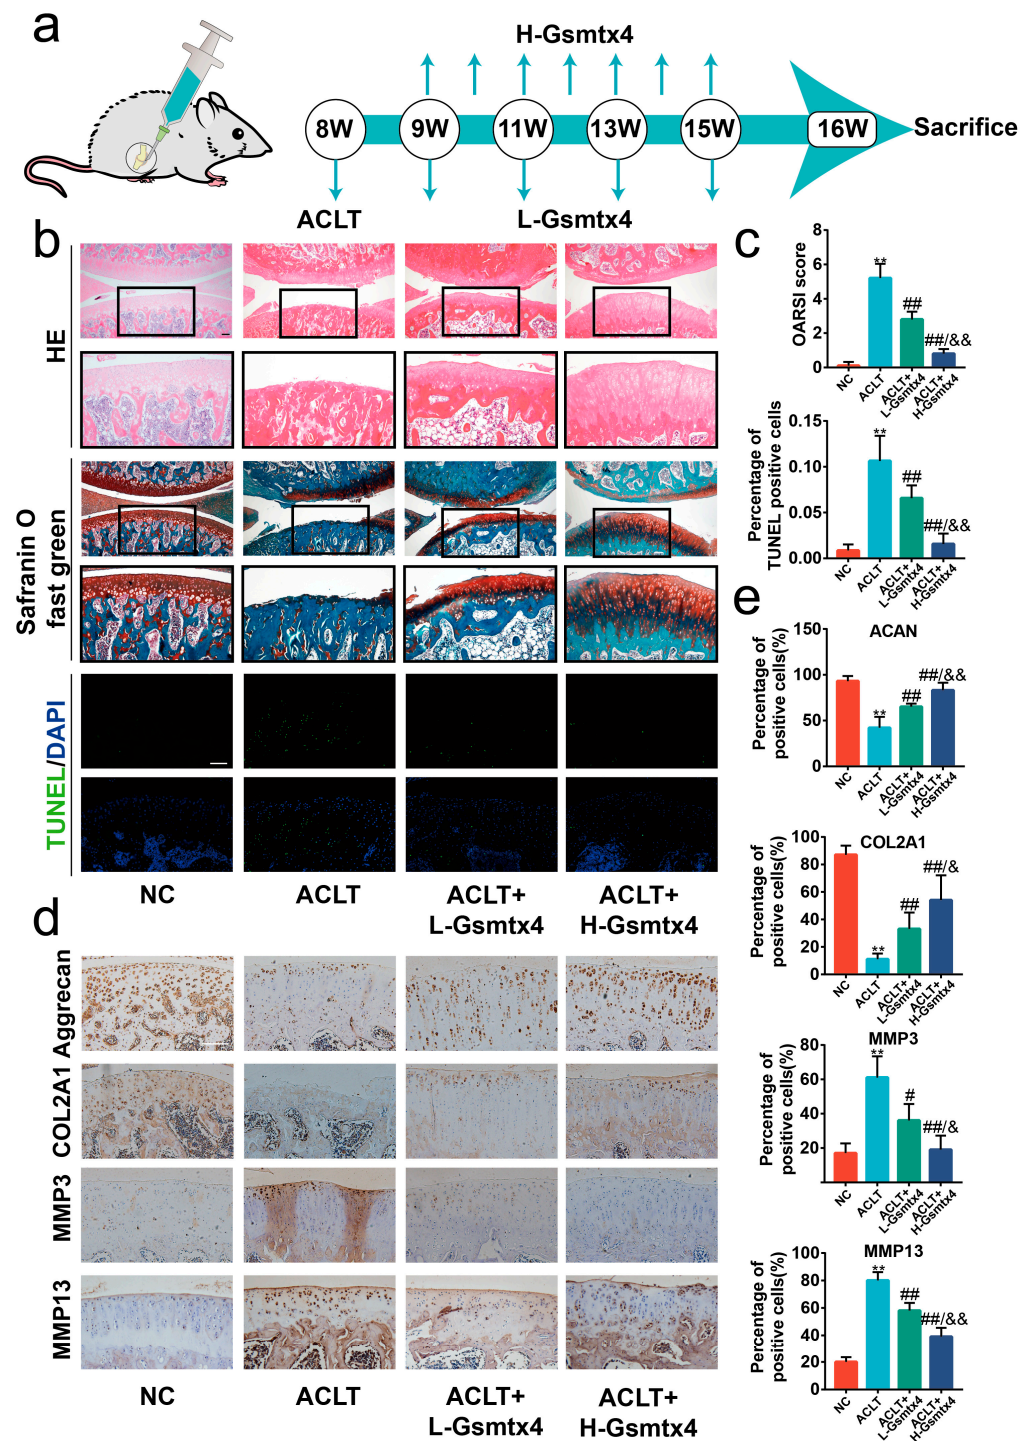 a
H-Gsmtx4
8W
9W
11W
13W
15W
16W
Sacrifice
ACLT
L-Gsmtx4
b
HE
Safranin O
fast green
TUNEL/DAPI
NC
ACLT
ACLT+
L-Gsmtx4
ACLT+
H-Gsmtx4
c
OARSI score
8
6
4
2
0
**
##
##/&&
NC
ACLT
ACLT+
L-Gsmtx4
ACLT+
H-Gsmtx4
Percentage of
TUNEL positive cells
0.15
0.10
0.05
0.00
**
##
##/&&
NC
ACLT
ACLT+
L-Gsmtx4
ACLT+
H-Gsmtx4
d
Aggrecan
COL2A1
MMP3
MMP13
NC
ACLT
ACLT+
L-Gsmtx4
ACLT+
H-Gsmtx4
e
ACAN
Percentage of
positive cells(%)
150
100
50
0
**
##
##/&&
NC
ACLT
ACLT+
L-Gsmtx4
ACLT+
H-Gsmtx4
COL2A1
Percentage of
positive cells(%)
100
80
60
40
20
0
**
##
##/&
NC
ACLT
ACLT+
L-Gsmtx4
ACLT+
H-Gsmtx4
MMP3
Percentage of
positive cells(%)
80
60
40
20
**
#
##/&
NC
ACLT
ACLT+
L-Gsmtx4
ACLT+
H-Gsmtx4
MMP13
Percentage of
positive cells(%)
100
80
60
40
20
0
**
##
##/&&
NC
ACLT
ACLT+
L-Gsmtx4
ACLT+
H-Gsmtx4